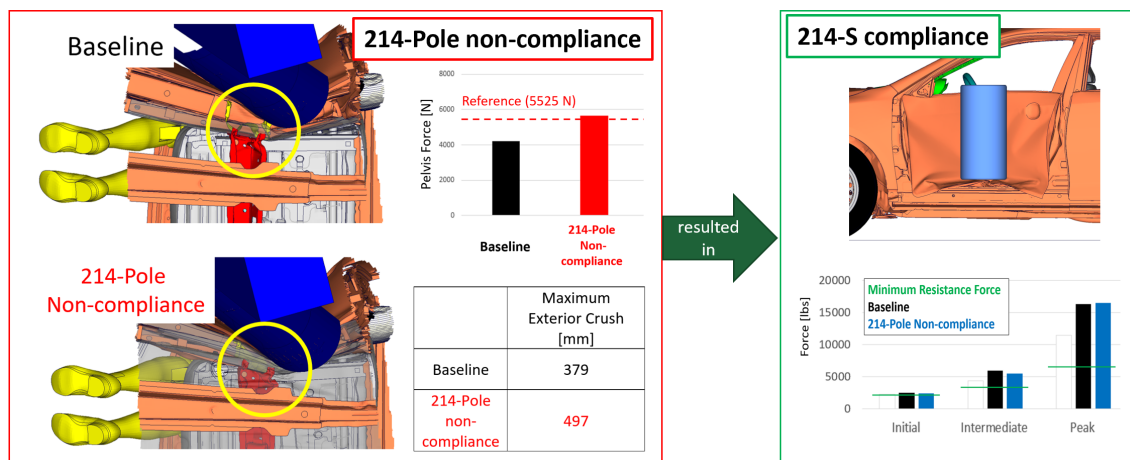 Baseline
214-Pole
Non-compliance
214-Pole non-compliance
Pelvis Force [N]
8000
6000
4000
2000
0
Reference (5525 N)
Baseline
214-Pole
Non-
compliance
Maximum
Exterior Crush
[mm]
Baseline
379
214-Pole
non-
compliance
497
resulted
in
214-S compliance
Force [lbs]
20000
15000
10000
5000
0
Minimum Resistance Force
Baseline
214-Pole Non-compliance
Initial
Intermediate
Peak